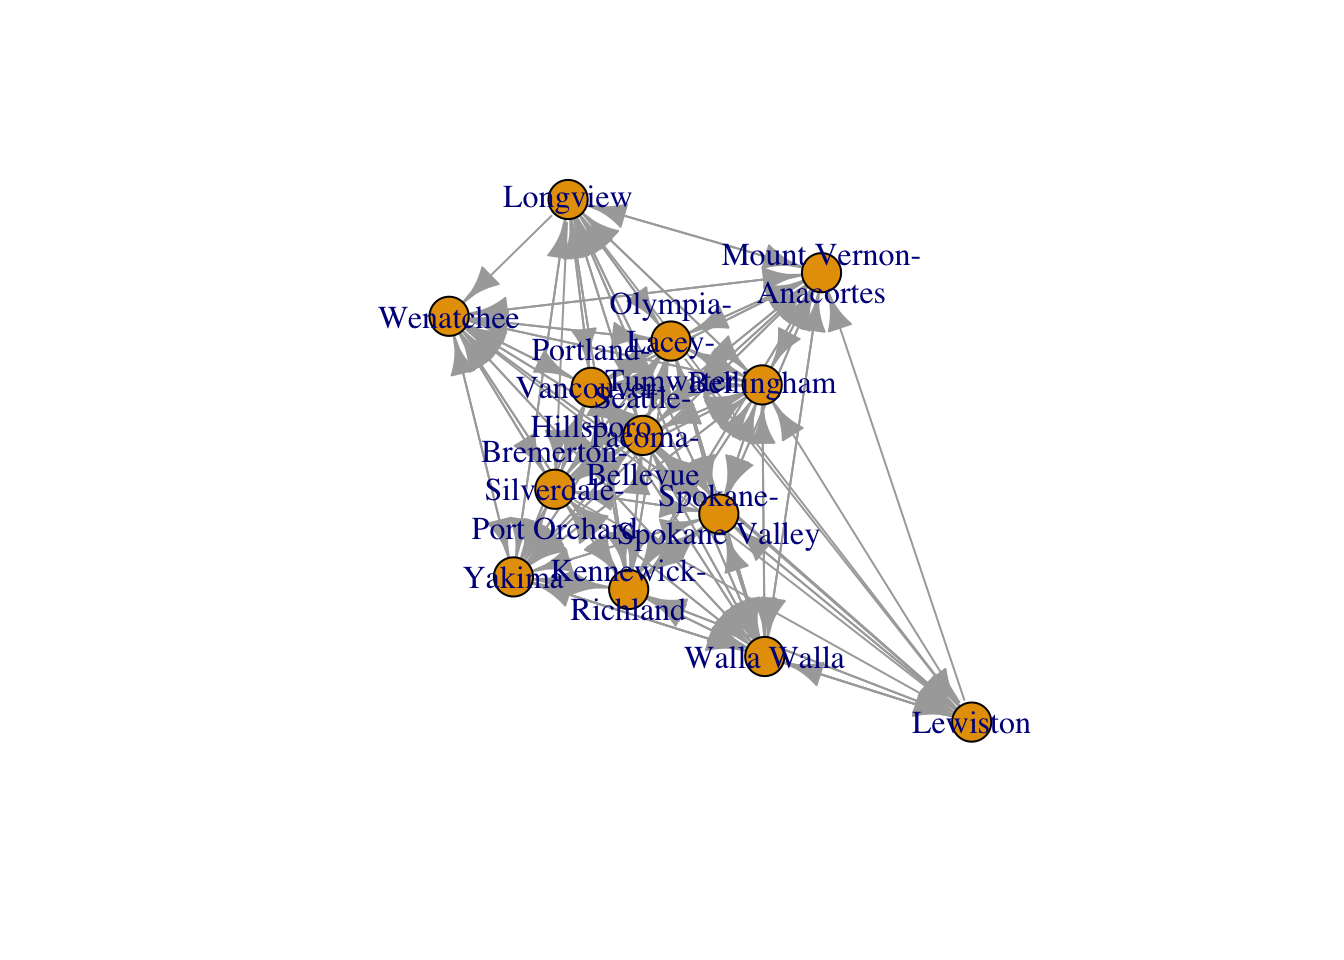 Longview
Mount Vernon-
Anacortes
Wenatchee
Olympia-
Lacey-
Tumwater
Portland-
Vancouver-
Hillsboro
Bellingham
Seattle-
Tacoma-
Bellevue
Bremerton-
Silverdale-
Port Orchard
Spokane-
Spokane Valley
Yakima
Kennewick-
Richland
Walla Walla
Lewiston